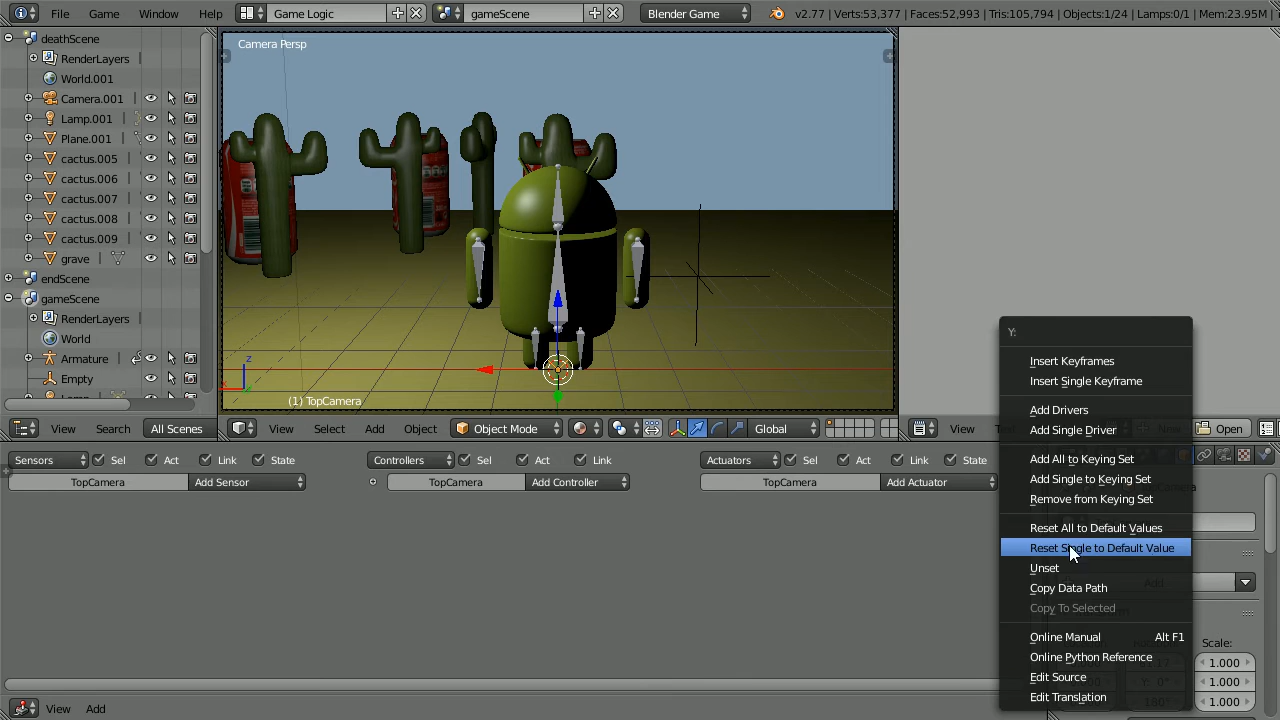 File
Game
Window
Help
Game Logic
gameScene
Blender Game
v2.77 | Verts:53,377 | Faces:52,993 | Tris:105,794 | Objects:1/24 | Lamps:0/1 | Mem:23.95M
deathScene
RenderLayers
World.001
Camera.001
Lamp.001
Plane.001
cactus.005
cactus.006
cactus.007
cactus.008
cactus.009
grave
endScene
gameScene
RenderLayers
World
Armature
Empty
View
Search
All Scenes
Camera Persp
z
(1) TopCamera
View
Select
Add
Object
Object Mode
Global
View
Open
Y:
Insert Keyframes
Insert Single Keyframe
Add Drivers
Add Single Driver
Add All to Keying Set
Add Single to Keying Set
Remove from Keying Set
Reset All to Default Values
Reset Single to Default Value
Unset
Copy Data Path
Copy To Selected
Online Manual Alt F1
Online Python Reference
Edit Source
Edit Translation
Sensors
Sel
Act
Link
State
Controllers
Sel
Act
Link
Actuators
Sel
Act
Link
State
TopCamera
Add Sensor
TopCamera
Add Controller
TopCamera
Add Actuator
Scale:
1.000
1.000
1.000
View
Add